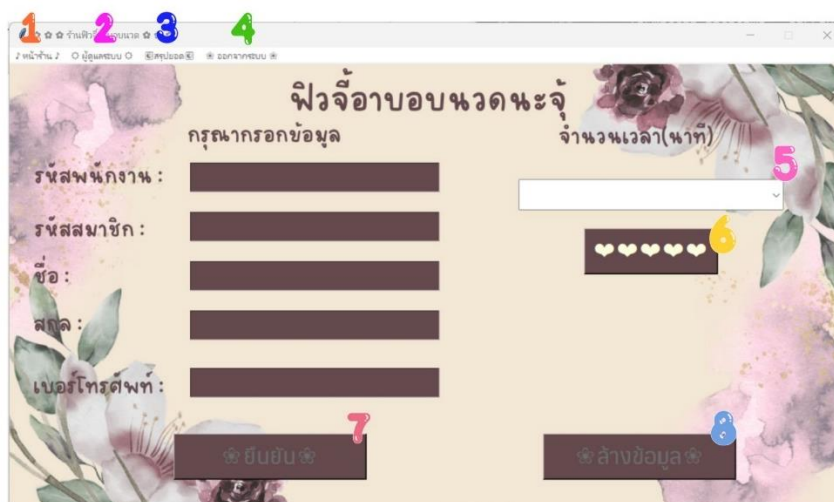 1 2 3 4
♪ หน้าร้าน ♪ ✩ ผู้ดูแลระบบ ✩ สรุปยอด ❀ ออกจากระบบ ❀
ฟิวจี้อาบอบนวดนะจุ้
กรุณากรอกข้อมูล
จำนวนเวลา(นาที)
5
รหัสพนักงาน :
รหัสสมาชิก :
6
❤❤❤❤❤
ชื่อ :
สกุล :
เบอร์โทรศัพท์ :
7 8
❀ยืนยัน❀ ❀ล้างข้อมูล❀